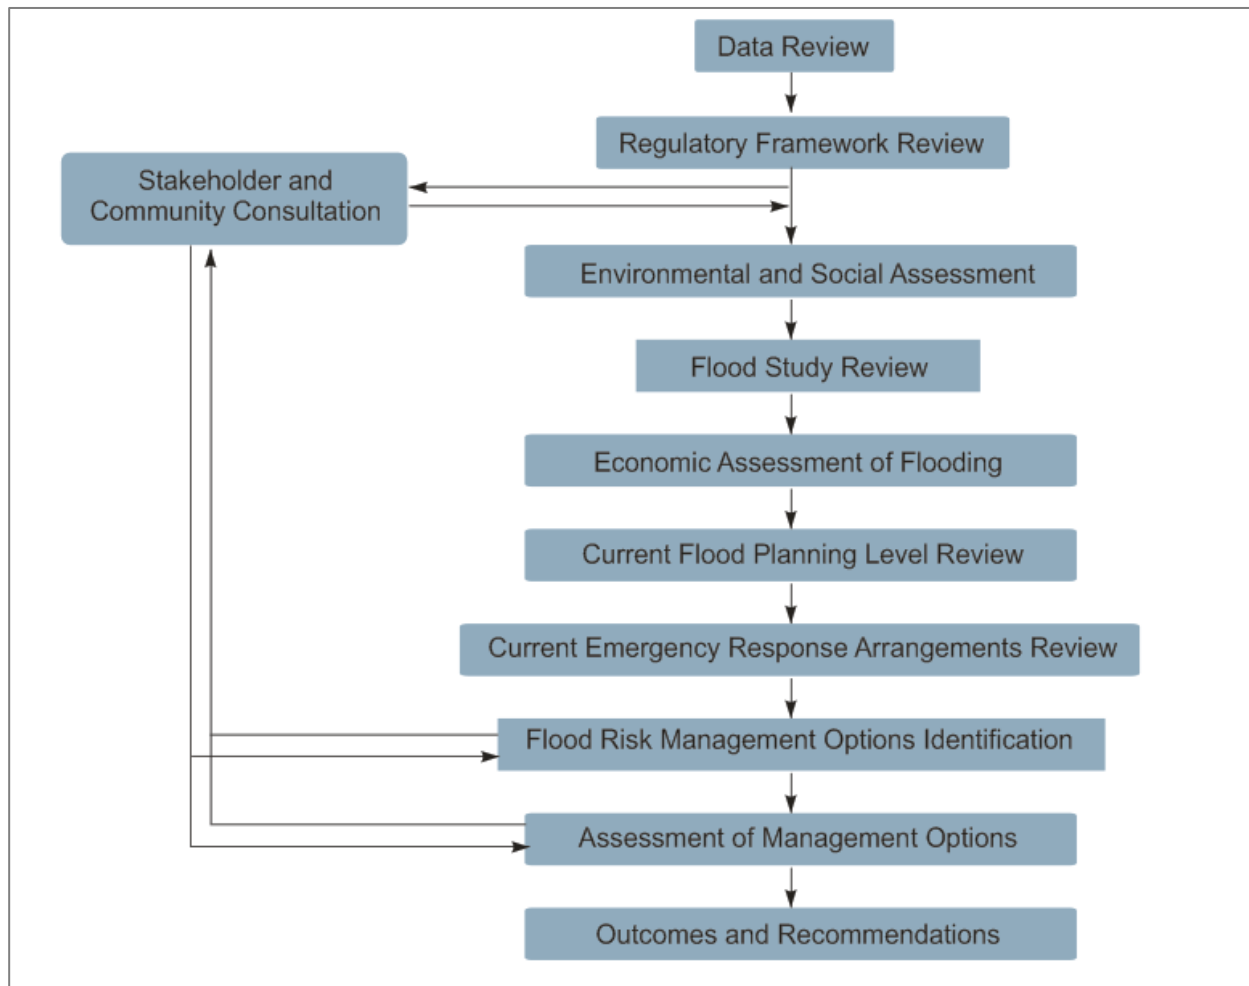 Data Review
Regulatory Framework Review
Stakeholder and
Community Consultation
Environmental and Social Assessment
Flood Study Review
Economic Assessment of Flooding
Current Flood Planning Level Review
Current Emergency Response Arrangements Review
Flood Risk Management Options Identification
Assessment of Management Options
Outcomes and Recommendations